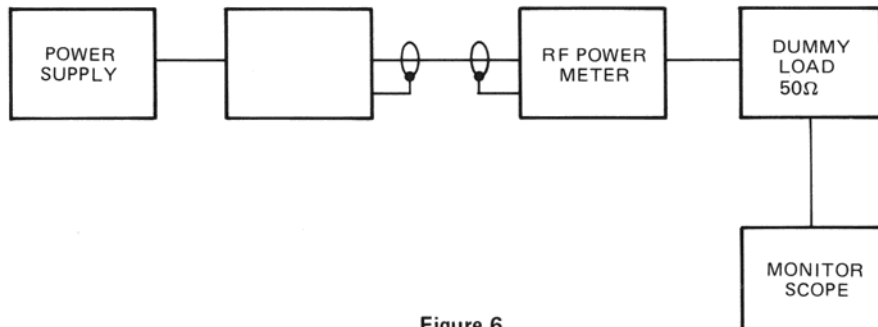 POWER
SUPPLY
RF POWER
METER
DUMMY
LOAD
50Ω
MONITOR
SCOPE
Figure 6